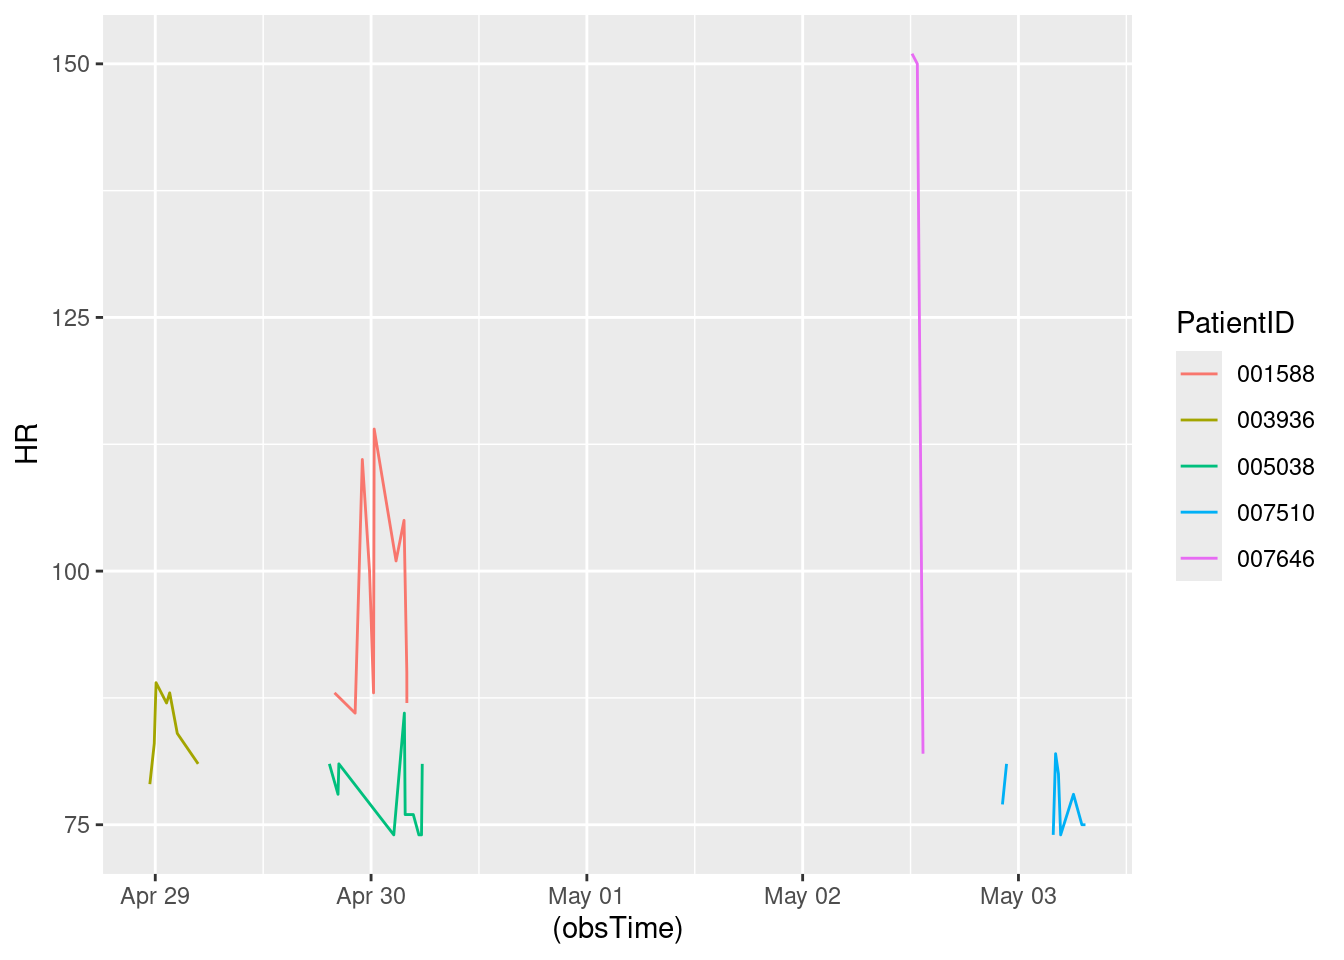 150
125
100
75
HR
Apr 29
Apr 30
May 01
May 02
May 03
(obsTime)
PatientID
001588
003936
005038
007510
007646